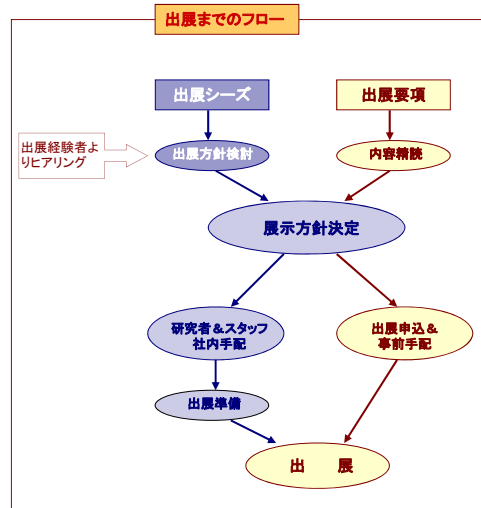 出展までのフロー
出展シーズ
出展要項
出展経験者よ
りヒアリング
出展方針検討
内容精読
展示方針決定
研究者＆スタッフ
社内手配
出展申込＆
事前手配
出展準備
出　　展